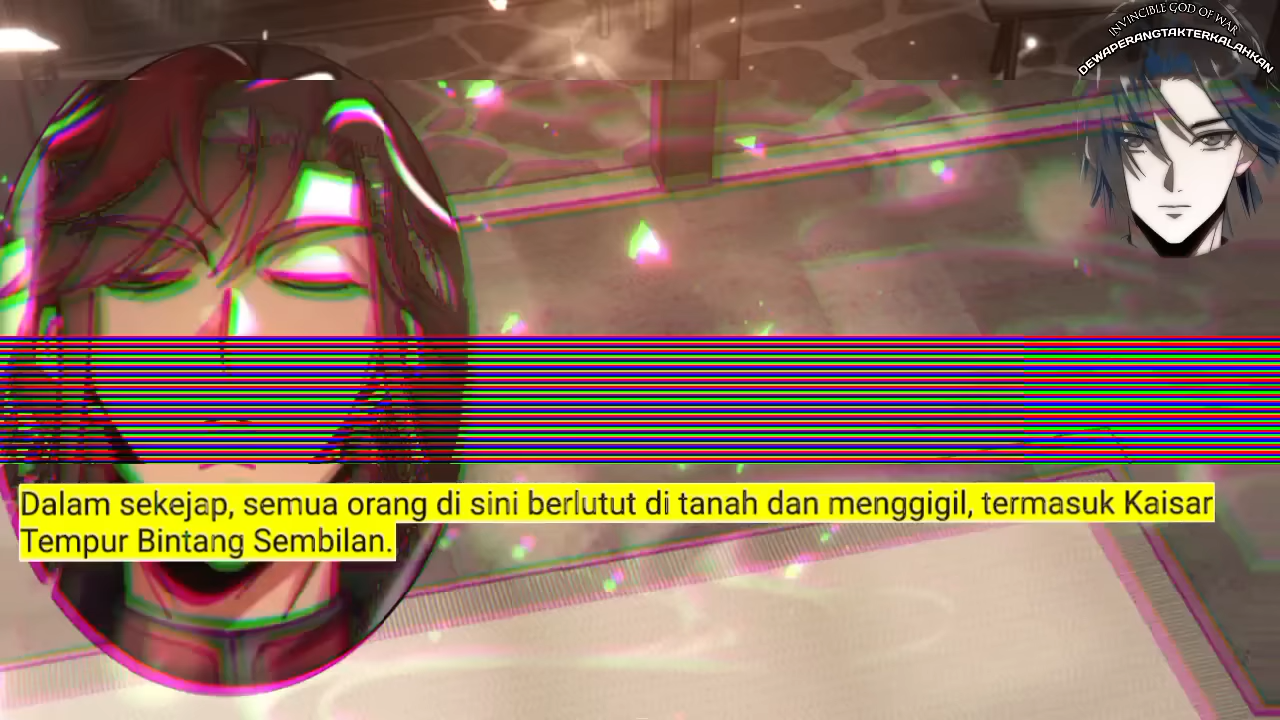 INVINCIBLE GOD OF WAR
DEWAPERANGTAKTERKALAHKAN
Dalam sekejap, semua orang di sini berlutut di tanah dan menggigil, termasuk Kaisar
Tempur Bintang Sembilan.